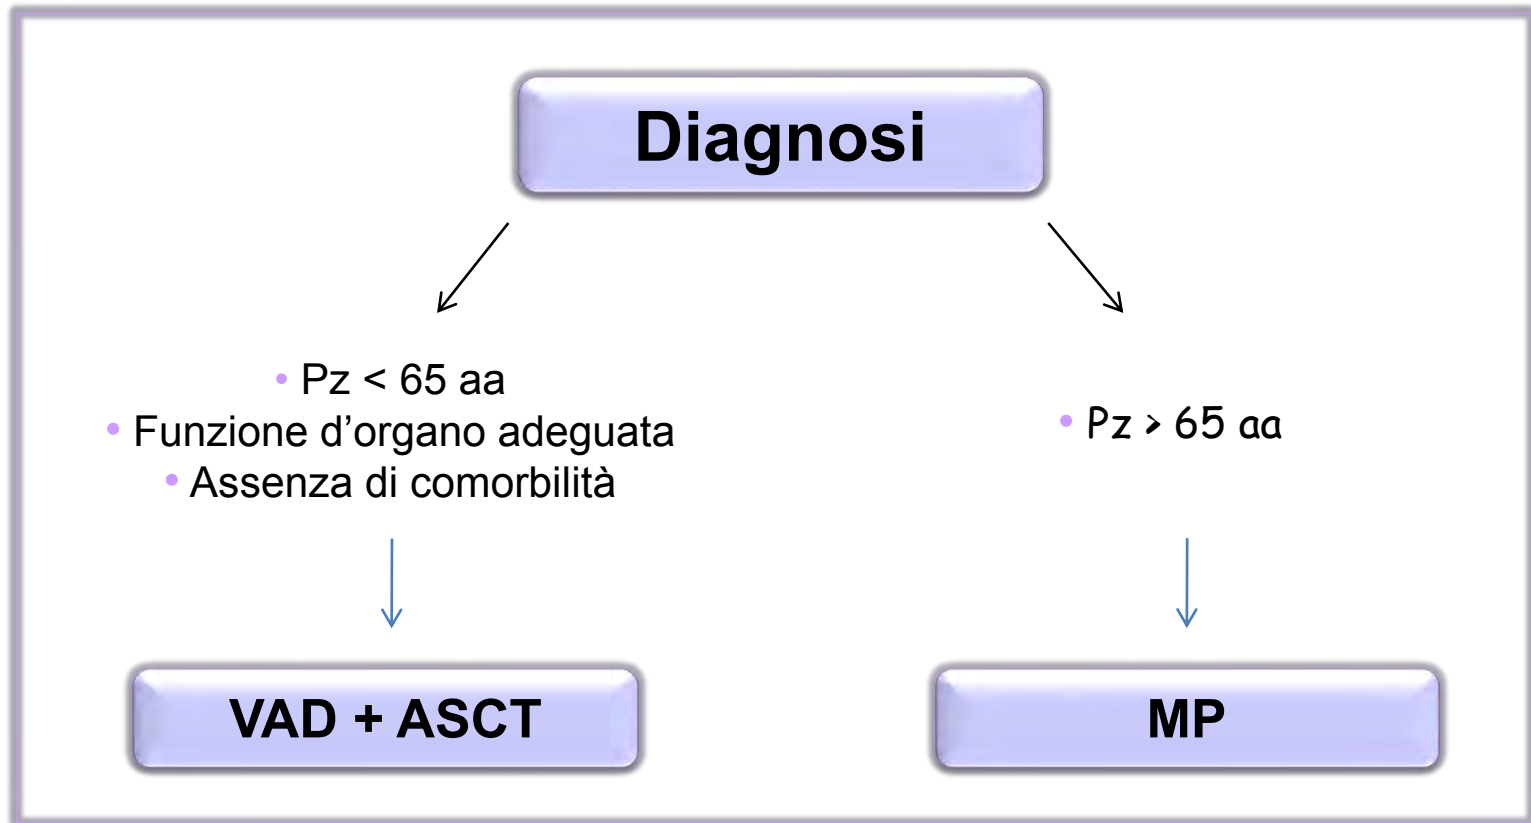 Diagnosi
• Pz < 65 aa
• Funzione d’organo adeguata
• Assenza di comorbilità
• Pz > 65 aa
VAD + ASCT
MP